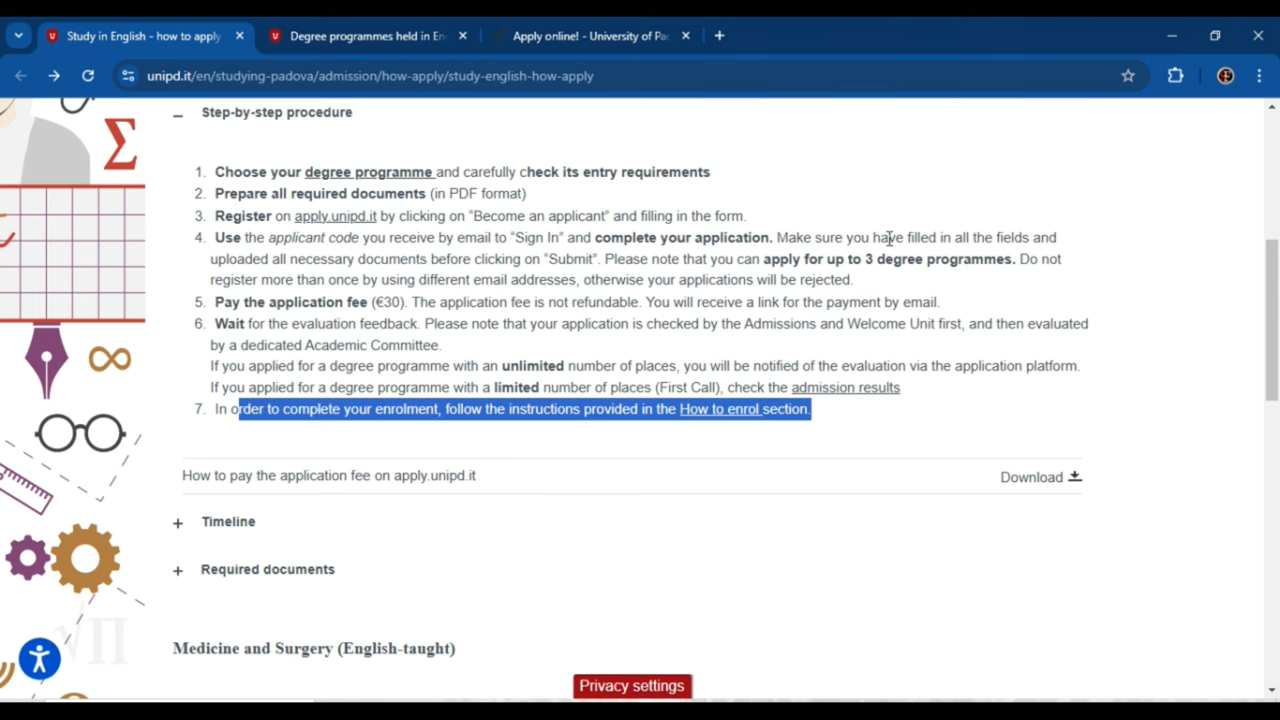 Study in English - how to apply
Degree programmes held in En
Apply online! - University of Pa
unipd.it/en/studying-padova/admission/how-apply/study-english-how-apply
Step-by-step procedure
1. Choose your degree programme and carefully check its entry requirements
2. Prepare all required documents (in PDF format)
3. Register on apply.unipd.it by clicking on “Become an applicant” and filling in the form.
4. Use the applicant code you receive by email to “Sign In” and complete your application. Make sure you have filled in all the fields and
uploaded all necessary documents before clicking on “Submit”. Please note that you can apply for up to 3 degree programmes. Do not
register more than once by using different email addresses, otherwise your applications will be rejected.
5. Pay the application fee (€30). The application fee is not refundable. You will receive a link for the payment by email.
6. Wait for the evaluation feedback. Please note that your application is checked by the Admissions and Welcome Unit first, and then evaluated
by a dedicated Academic Committee.
If you applied for a degree programme with an unlimited number of places, you will be notified of the evaluation via the application platform.
If you applied for a degree programme with a limited number of places (First Call), check the admission results
7. In order to complete your enrolment, follow the instructions provided in the How to enrol section.
How to pay the application fee on apply.unipd.it
Download
+ Timeline
+ Required documents
Medicine and Surgery (English-taught)
Privacy settings